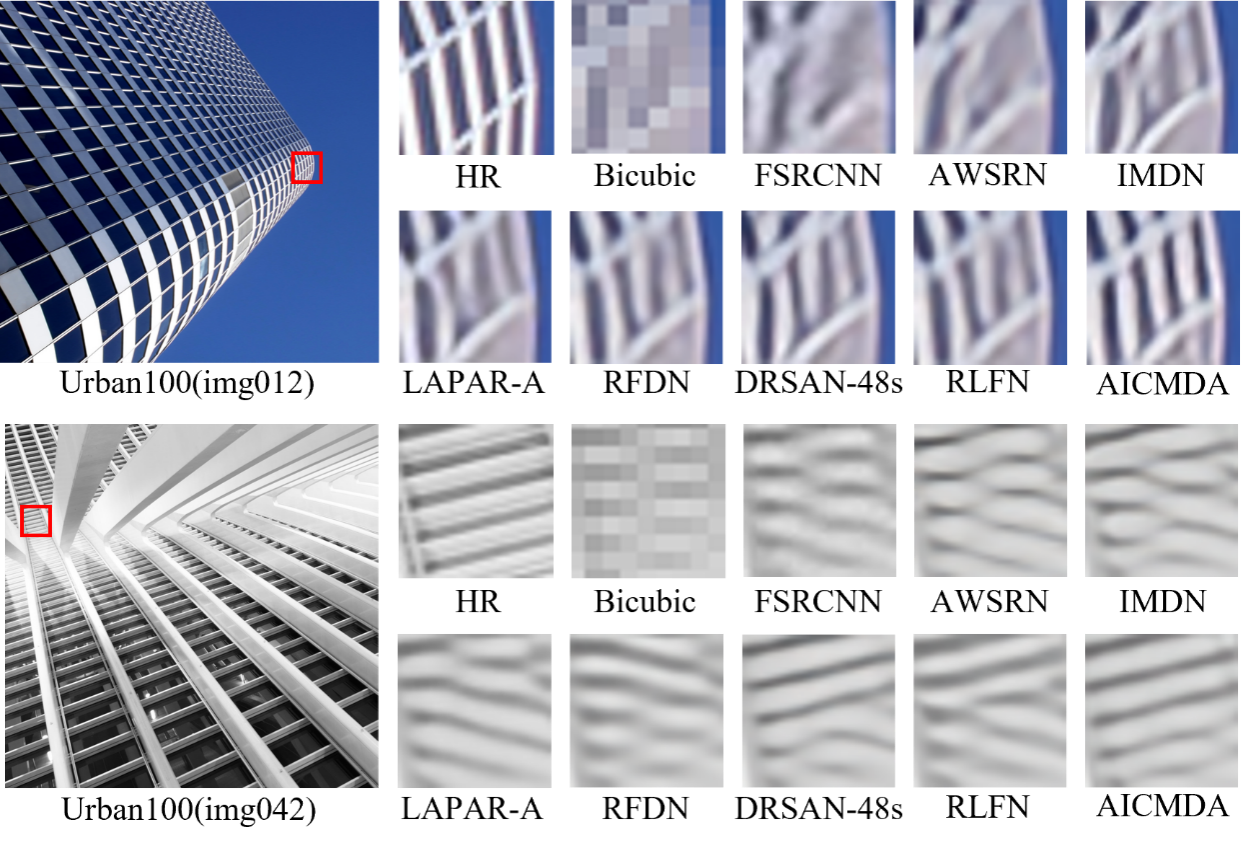 HR Bicubic FSRCNN AWSRN IMDN
Urban100(img012) LAPAR-A RFDN DRSAN-48s RLFN AICMDA
HR Bicubic FSRCNN AWSRN IMDN
Urban100(img042) LAPAR-A RFDN DRSAN-48s RLFN AICMDA